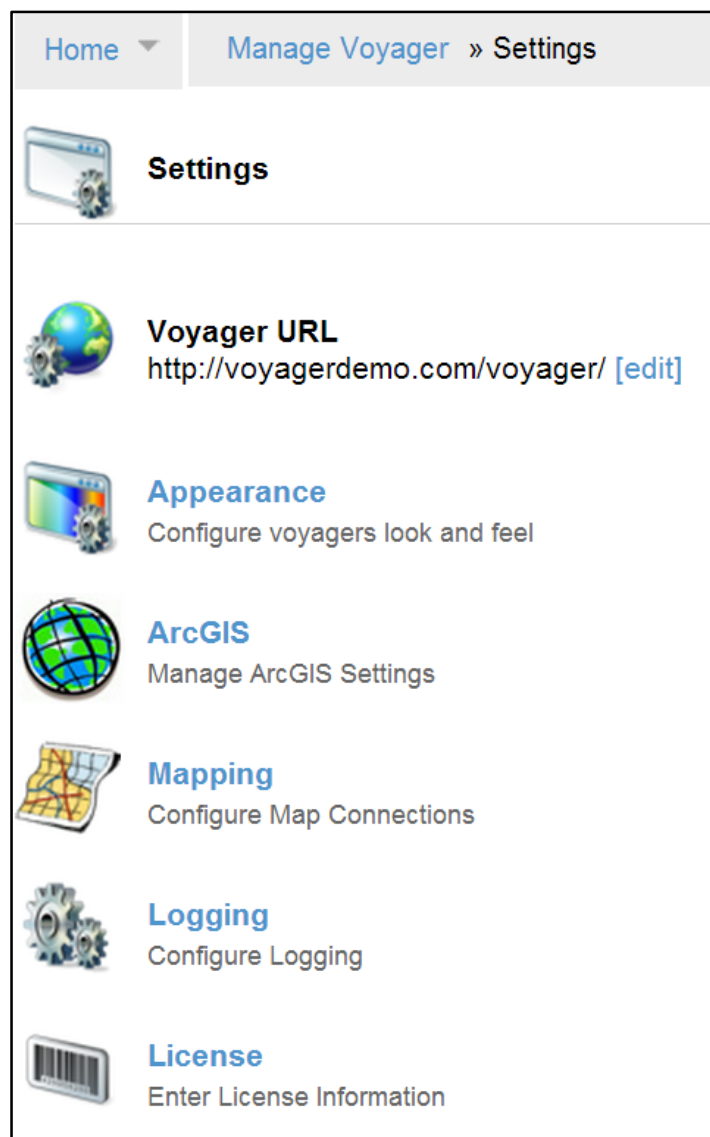 Home Manage Voyager » Settings
Settings
Voyager URL
http://voyagerdemo.com/voyager/ [edit]
Appearance
Configure voyagers look and feel
ArcGIS
Manage ArcGIS Settings
Mapping
Configure Map Connections
Logging
Configure Logging
License
Enter License Information